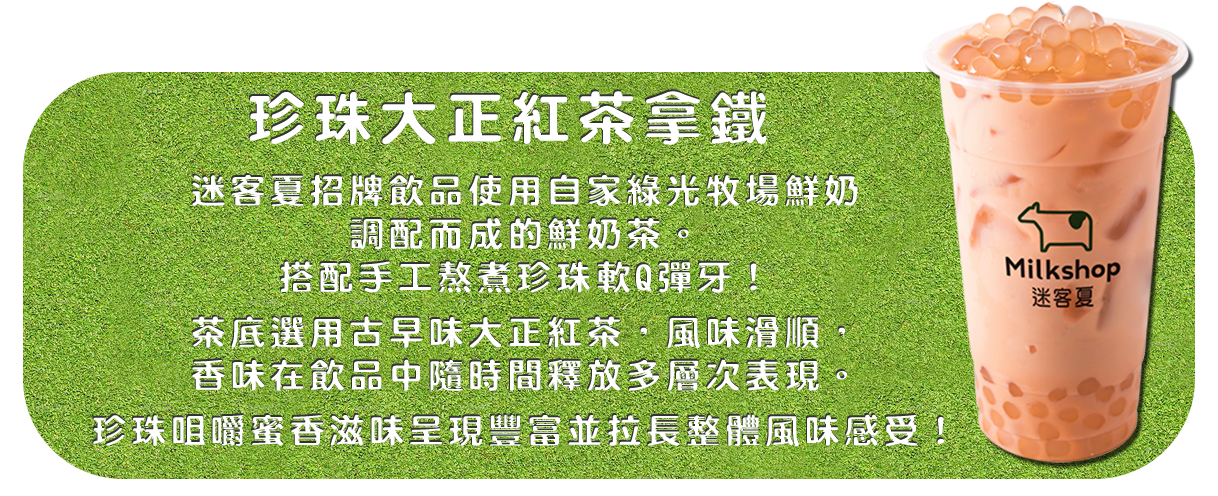 珍珠大正紅茶拿鐵
迷客夏招牌飲品使用自家綠光牧場鮮奶
調配而成的鮮奶茶。
搭配手工熬煮珍珠軟Q彈牙！
茶底選用古早味大正紅茶，風味滑順，
香味在飲品中隨時間釋放多層次表現。
珍珠咀嚼蜜香滋味呈現豐富並拉長整體風味感受！
Milkshop
迷客夏